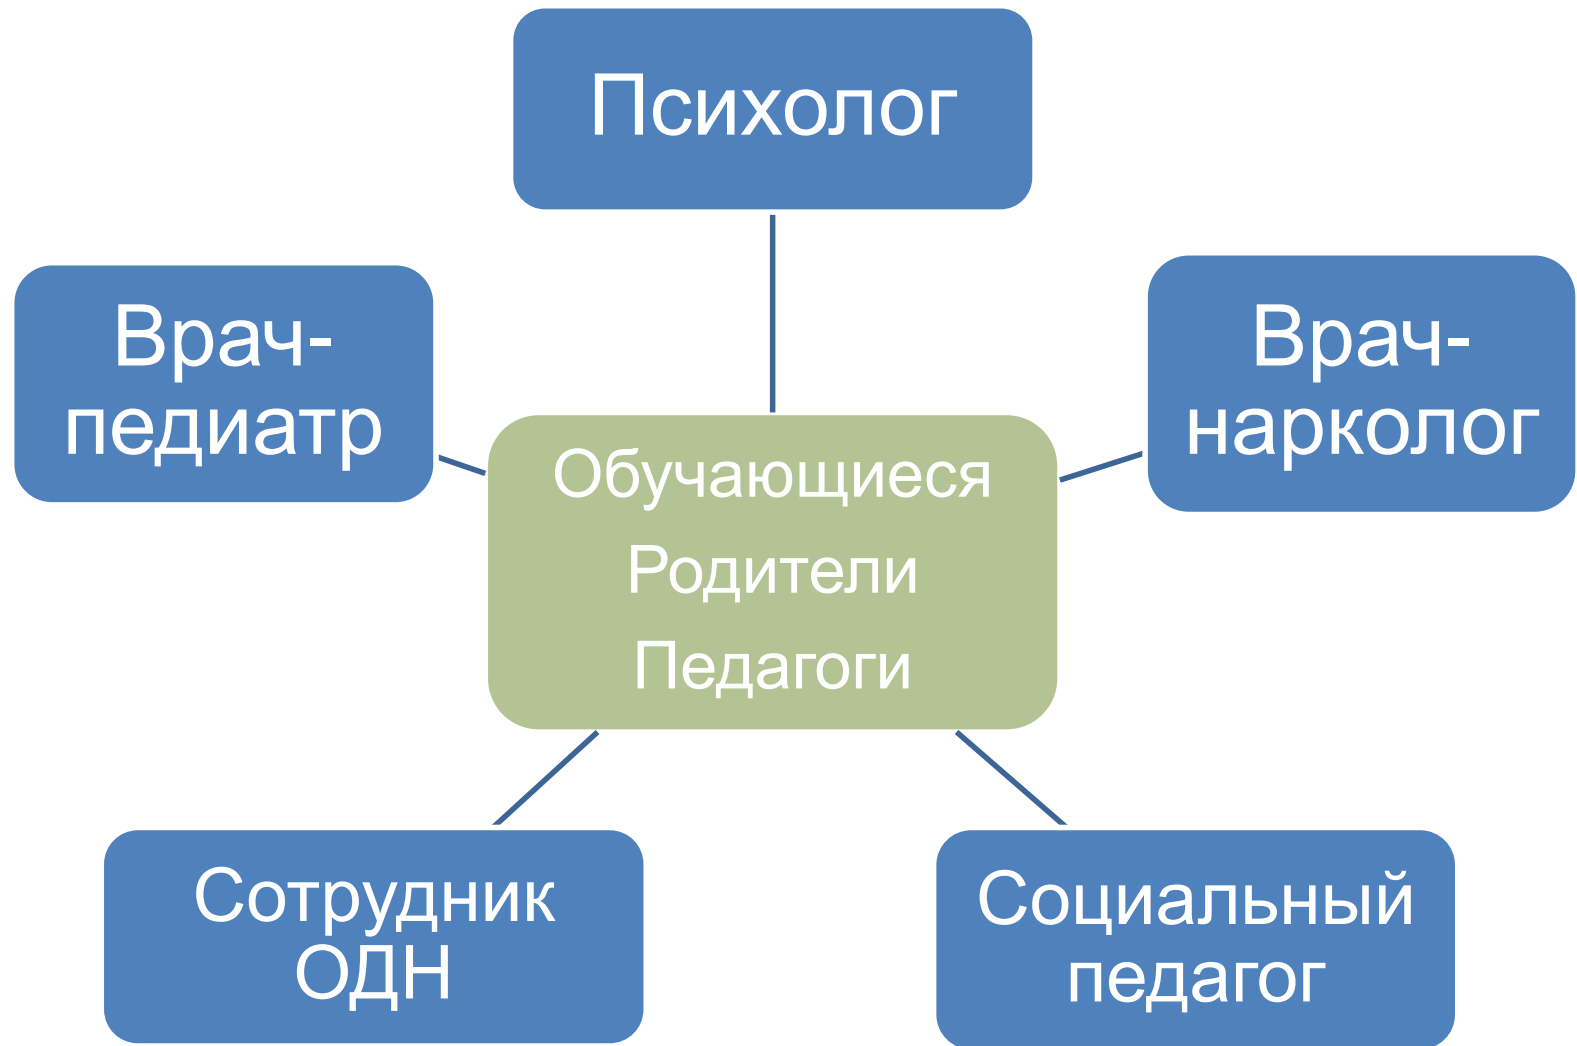 Психолог
Врач-
педиатр
Врач-
нарколог
Обучающиеся
Родители
Педагоги
Сотрудник
ОДН
Социальный
педагог